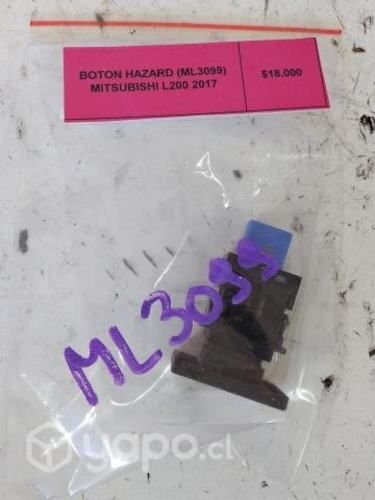 BOTON HAZARD (ML3099)
MITSUBISHI L200 2017
$18.000
ML3099
yapo.cl